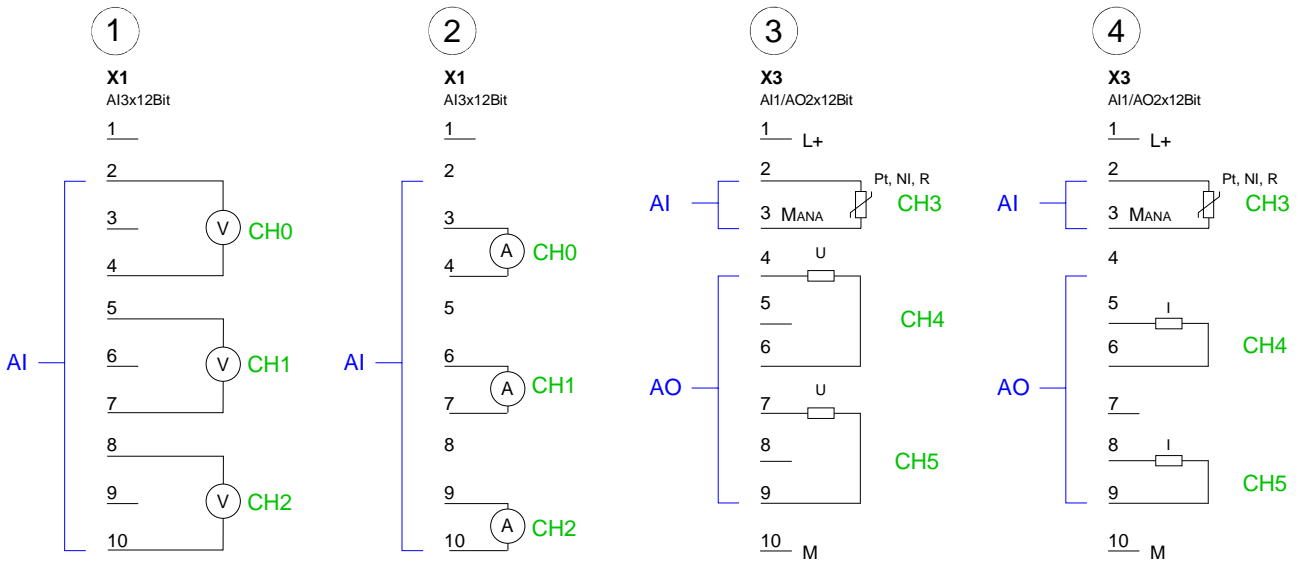 1
X1
AI3x12Bit
1
2
3
4
5
6
7
8
9
10
V
V
V
CH0
CH1
CH2
AI
2
X1
AI3x12Bit
1
2
3
4
5
6
7
8
9
10
A
A
A
CH0
CH1
CH2
AI
3
X3
AI1/AO2x12Bit
1 L+
2
Pt, NI, R
3 MANA
CH3
AI
4
U
5
CH4
6
AO
7
U
8
CH5
9
10 M
4
X3
AI1/AO2x12Bit
1 L+
2
Pt, NI, R
3 MANA
CH3
AI
4
5
I
6
CH4
AO
7
8
I
CH5
9
10 M